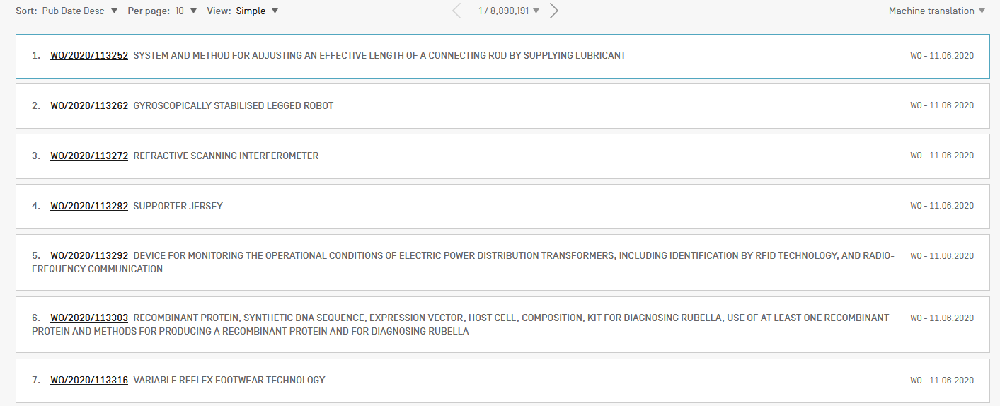 Sort: Pub Date Desc Per page: 10 View: Simple 1 / 8,890,191 Machine translation
1. WO/2020/113252 SYSTEM AND METHOD FOR ADJUSTING AN EFFECTIVE LENGTH OF A CONNECTING ROD BY SUPPLYING LUBRICANT WO - 11.06.2020
2. WO/2020/113262 GYROSCOPICALLY STABILISED LEGGED ROBOT WO - 11.06.2020
3. WO/2020/113272 REFRACTIVE SCANNING INTERFEROMETER WO - 11.06.2020
4. WO/2020/113282 SUPPORTER JERSEY WO - 11.06.2020
5. WO/2020/113292 DEVICE FOR MONITORING THE OPERATIONAL CONDITIONS OF ELECTRIC POWER DISTRIBUTION TRANSFORMERS, INCLUDING IDENTIFICATION BY RFID TECHNOLOGY, AND RADIO- WO - 11.06.2020
FREQUENCY COMMUNICATION
6. WO/2020/113303 RECOMBINANT PROTEIN, SYNTHETIC DNA SEQUENCE, EXPRESSION VECTOR, HOST CELL, COMPOSITION, KIT FOR DIAGNOSING RUBELLA, USE OF AT LEAST ONE RECOMBINANT WO - 11.06.2020
PROTEIN AND METHODS FOR PRODUCING A RECOMBINANT PROTEIN AND FOR DIAGNOSING RUBELLA
7. WO/2020/113316 VARIABLE REFLEX FOOTWEAR TECHNOLOGY WO - 11.06.2020